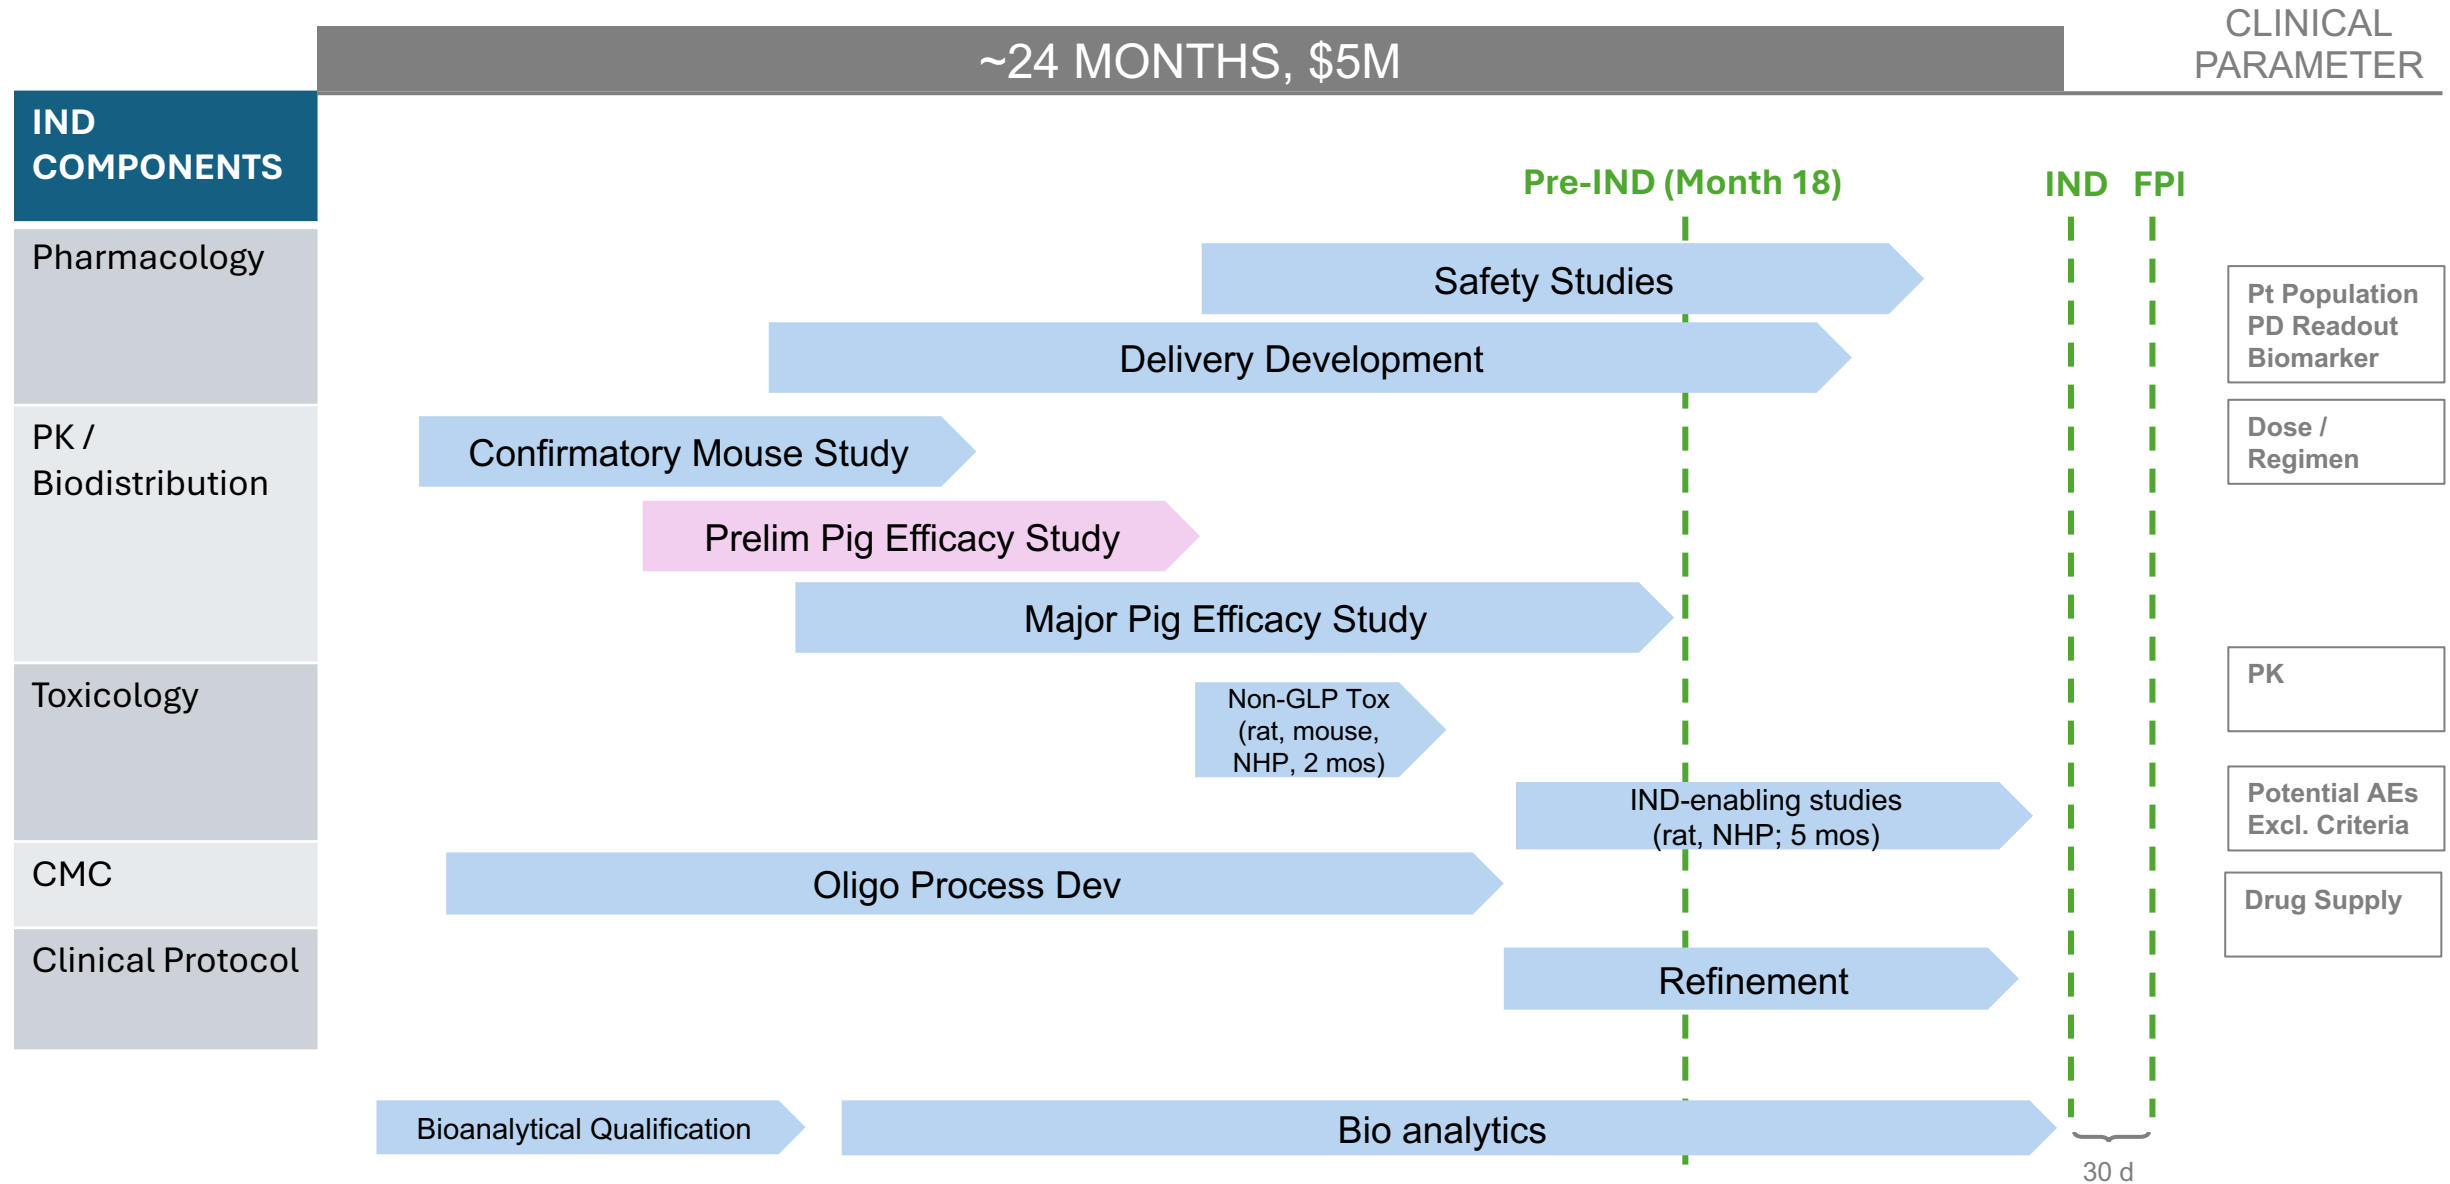 ~24 MONTHS, $5M
CLINICAL
PARAMETER
IND
COMPONENTS
Pre-IND (Month 18)
IND
FPI
Pharmacology
Safety Studies
Delivery Development
Pt Population
PD Readout
Biomarker
PK /
Biodistribution
Confirmatory Mouse Study
Prelim Pig Efficacy Study
Major Pig Efficacy Study
Dose /
Regimen
Toxicology
Non-GLP Tox
(rat, mouse,
NHP, 2 mos)
IND-enabling studies
(rat, NHP; 5 mos)
PK
Potential AEs
Excl. Criteria
CMC
Oligo Process Dev
Drug Supply
Clinical Protocol
Refinement
Bioanalytical Qualification
Bio analytics
30 d